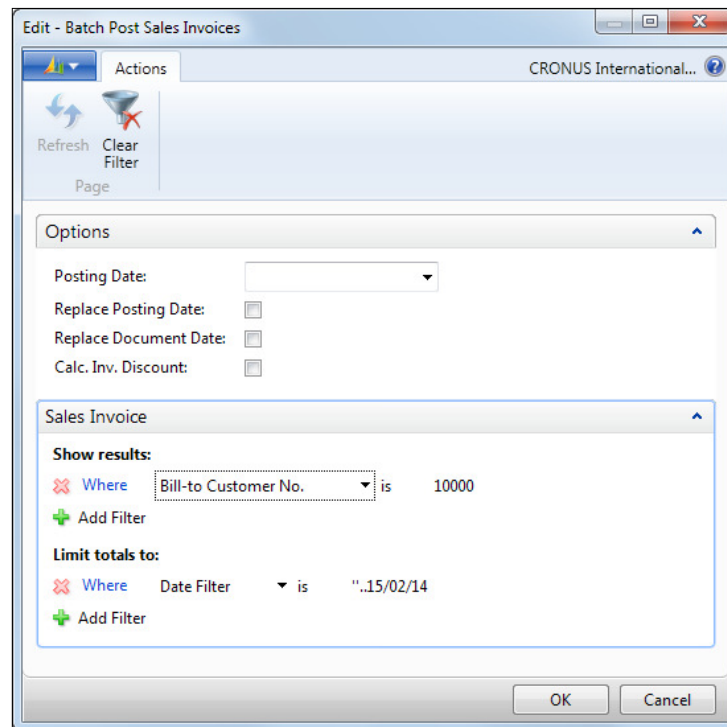 Edit - Batch Post Sales Invoices
Actions
CRONUS International...
Refresh Clear Filter
Page
Options
Posting Date:
Replace Posting Date:
Replace Document Date:
Calc. Inv. Discount:
Sales Invoice
Show results:
Where Bill-to Customer No. is 10000
Add Filter
Limit totals to:
Where Date Filter is ''..15/02/14
Add Filter
OK Cancel